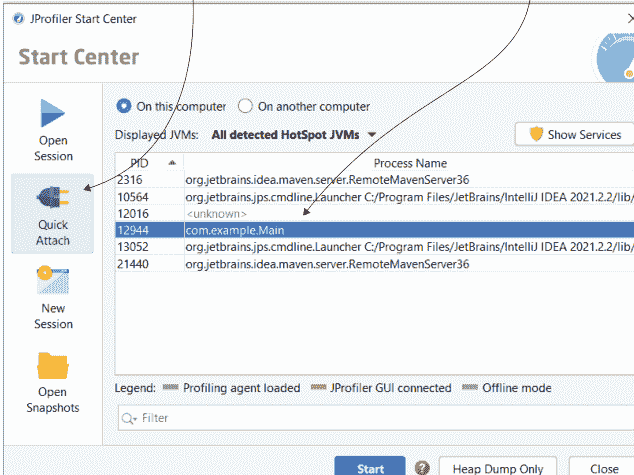 JProfiler Start Center
Start Center
Open
Session
Quick
Attach
New
Session
Open
Snapshots
On this computer On another computer
Displayed JVMs: All detected HotSpot JVMs
Show Services
PID Process Name
2316 org.jetbrains.idea.maven.server.RemoteMavenServer36
10564 org.jetbrains.jps.cmdline.Launcher C:/Program Files/JetBrains/IntelliJ IDEA 2021.2.2/lib/
12016 <unknown>
12944 com.example.Main
13052 org.jetbrains.jps.cmdline.Launcher C:/Program Files/JetBrains/IntelliJ IDEA 2021.2.2/lib/
21440 org.jetbrains.idea.maven.server.RemoteMavenServer36
Legend: Profiling agent loaded JProfiler GUI connected Offline mode
Filter
Start ? Heap Dump Only Close